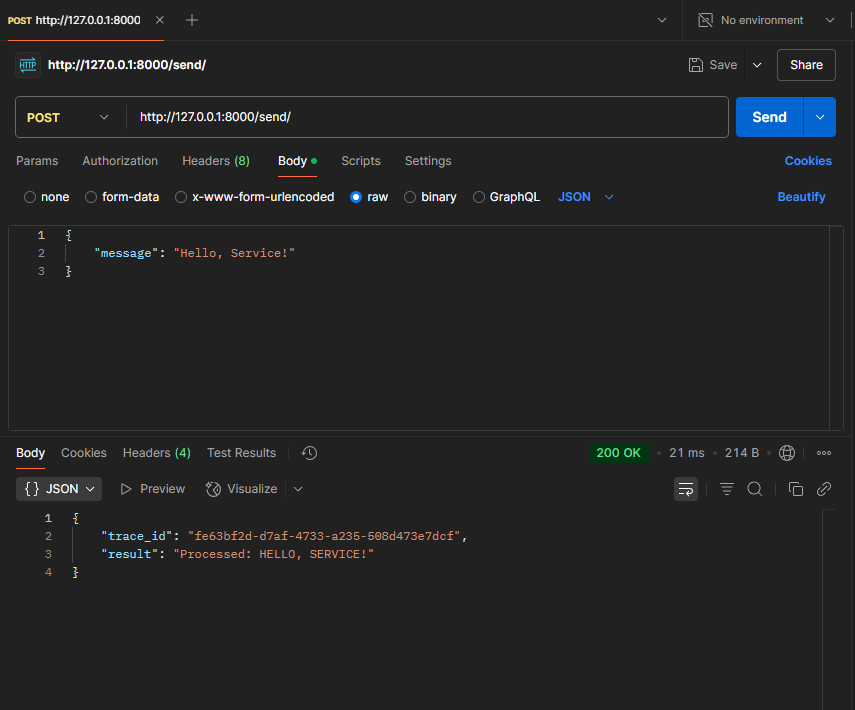 POST http://127.0.0.1:8000
No environment
HTTP http://127.0.0.1:8000/send/
Save
Share
POST
http://127.0.0.1:8000/send/
Send
Params Authorization Headers (8) Body Scripts Settings Cookies
none form-data x-www-form-urlencoded raw binary GraphQL JSON Beautify
1 {
2 "message": "Hello, Service!"
3 }
Body Cookies Headers (4) Test Results 200 OK • 21 ms • 214 B •
{} JSON Preview Visualize
1 {
2 "trace_id": "fe63bf2d-d7af-4733-a235-508d473e7dcf",
3 "result": "Processed: HELLO, SERVICE!"
4 }